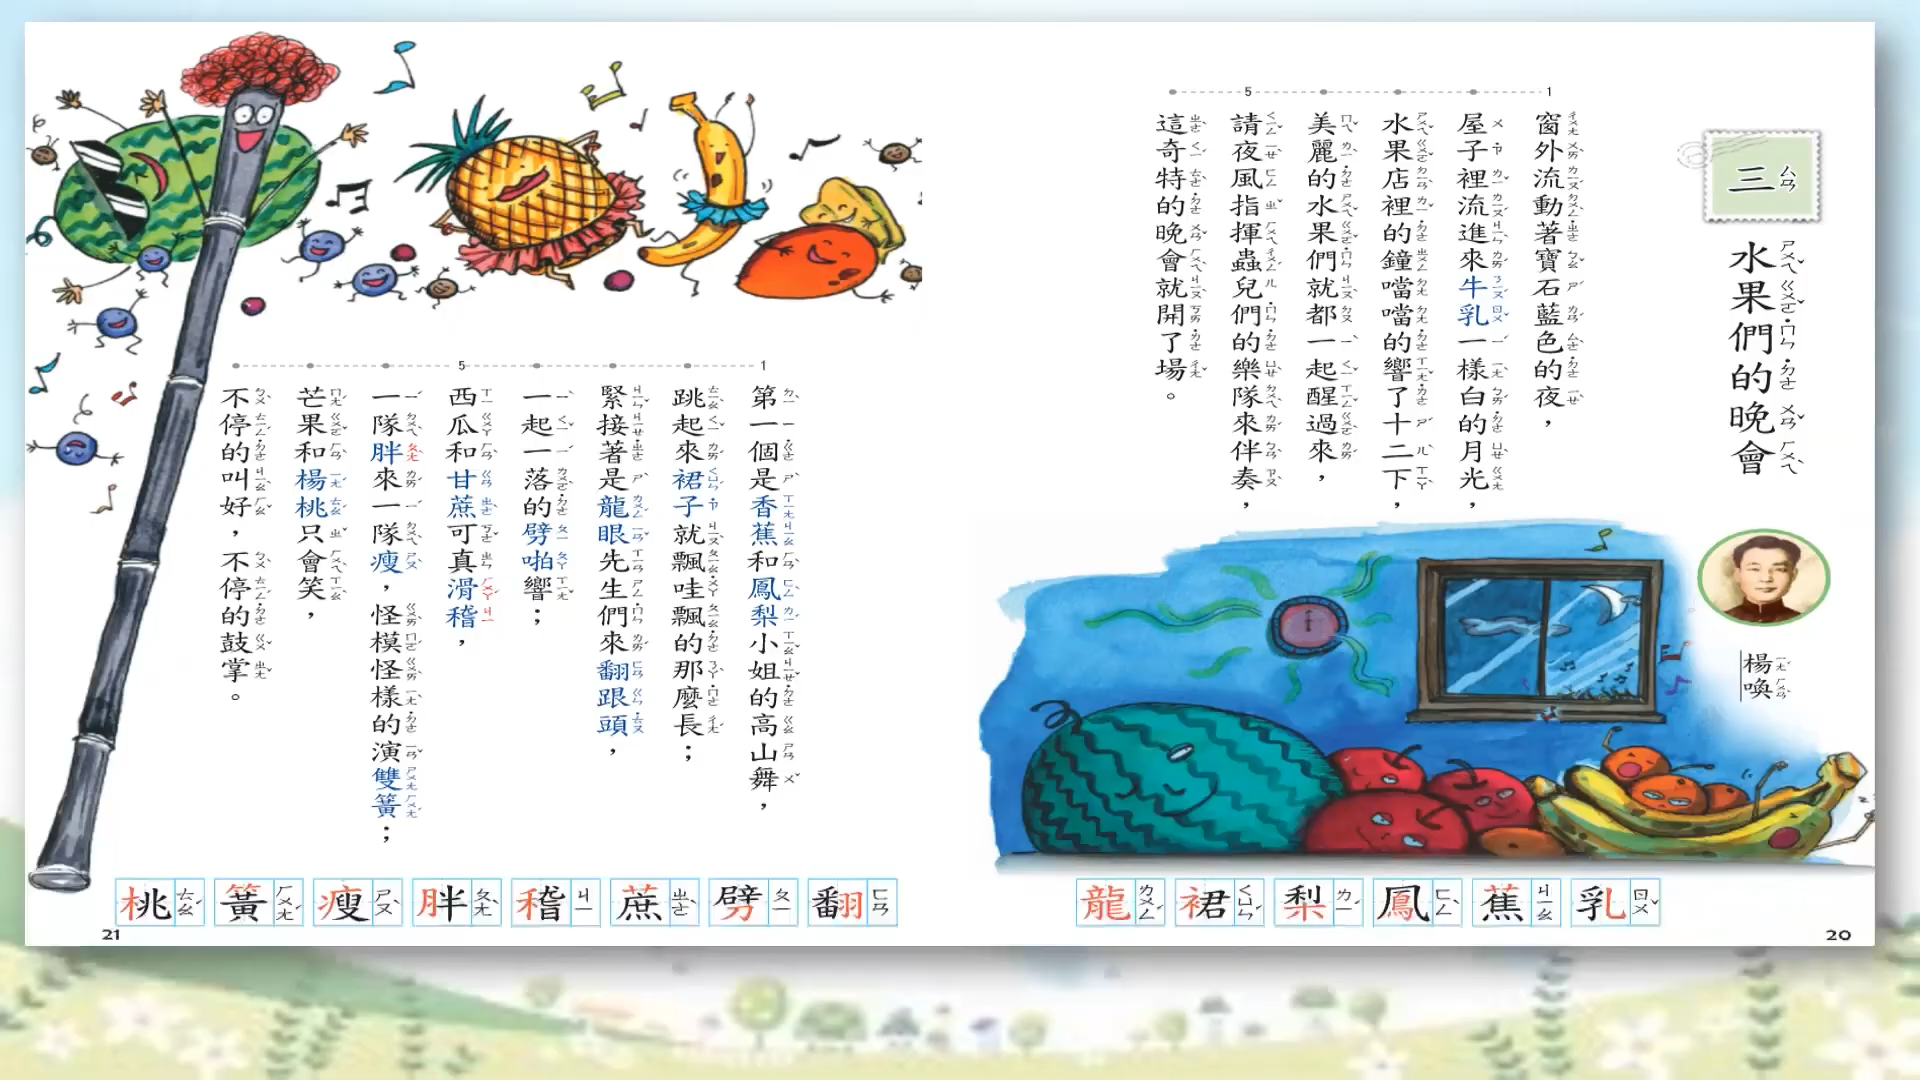 三ㄙㄢ
水果們的晚會
楊喚
1 5
窗外流動著寶石藍色的夜，
屋子裡流進來牛乳一樣白的月光，
水果店裡的鐘噹噹的響了十二下，
美麗的水果們就都一起醒過來，
請夜風指揮蟲兒們的樂隊來伴奏，
這奇特的晚會就開了場。
乳 蕉 鳳 梨 裙 龍
20
1 5
第一個是香蕉和鳳梨小姐的高山舞，
跳起來裙子就飄哇飄的那麼長；
緊接著是龍眼先生們來翻跟頭，
一起一落的劈啪響；
西瓜和甘蔗可真滑稽，
一隊胖來一隊瘦，怪模怪樣的演雙簧；
芒果和楊桃只會笑，
不停的叫好，不停的鼓掌。
翻 劈 蔗 稽 胖 瘦 簧 桃
21